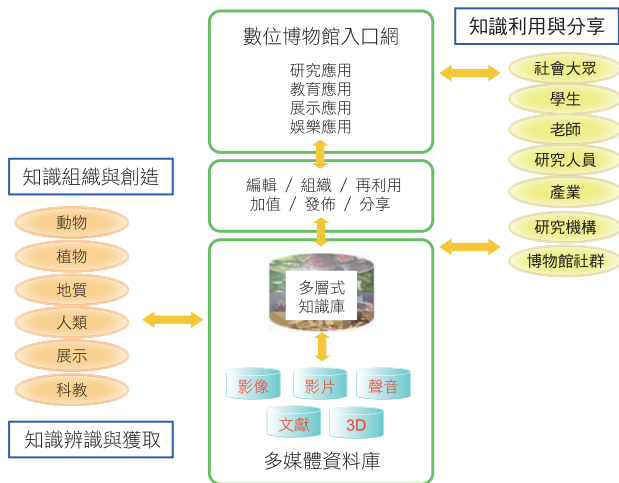 數位博物館入口網
研究應用
教育應用
展示應用
娛樂應用
編輯 / 組織 / 再利用
加值 / 發佈 / 分享
多層式
知識庫
影像
影片
聲音
文獻
3D
多媒體資料庫
知識組織與創造
動物
植物
地質
人類
展示
科教
知識辨識與獲取
知識利用與分享
社會大眾
學生
老師
研究人員
產業
研究機構
博物館社群